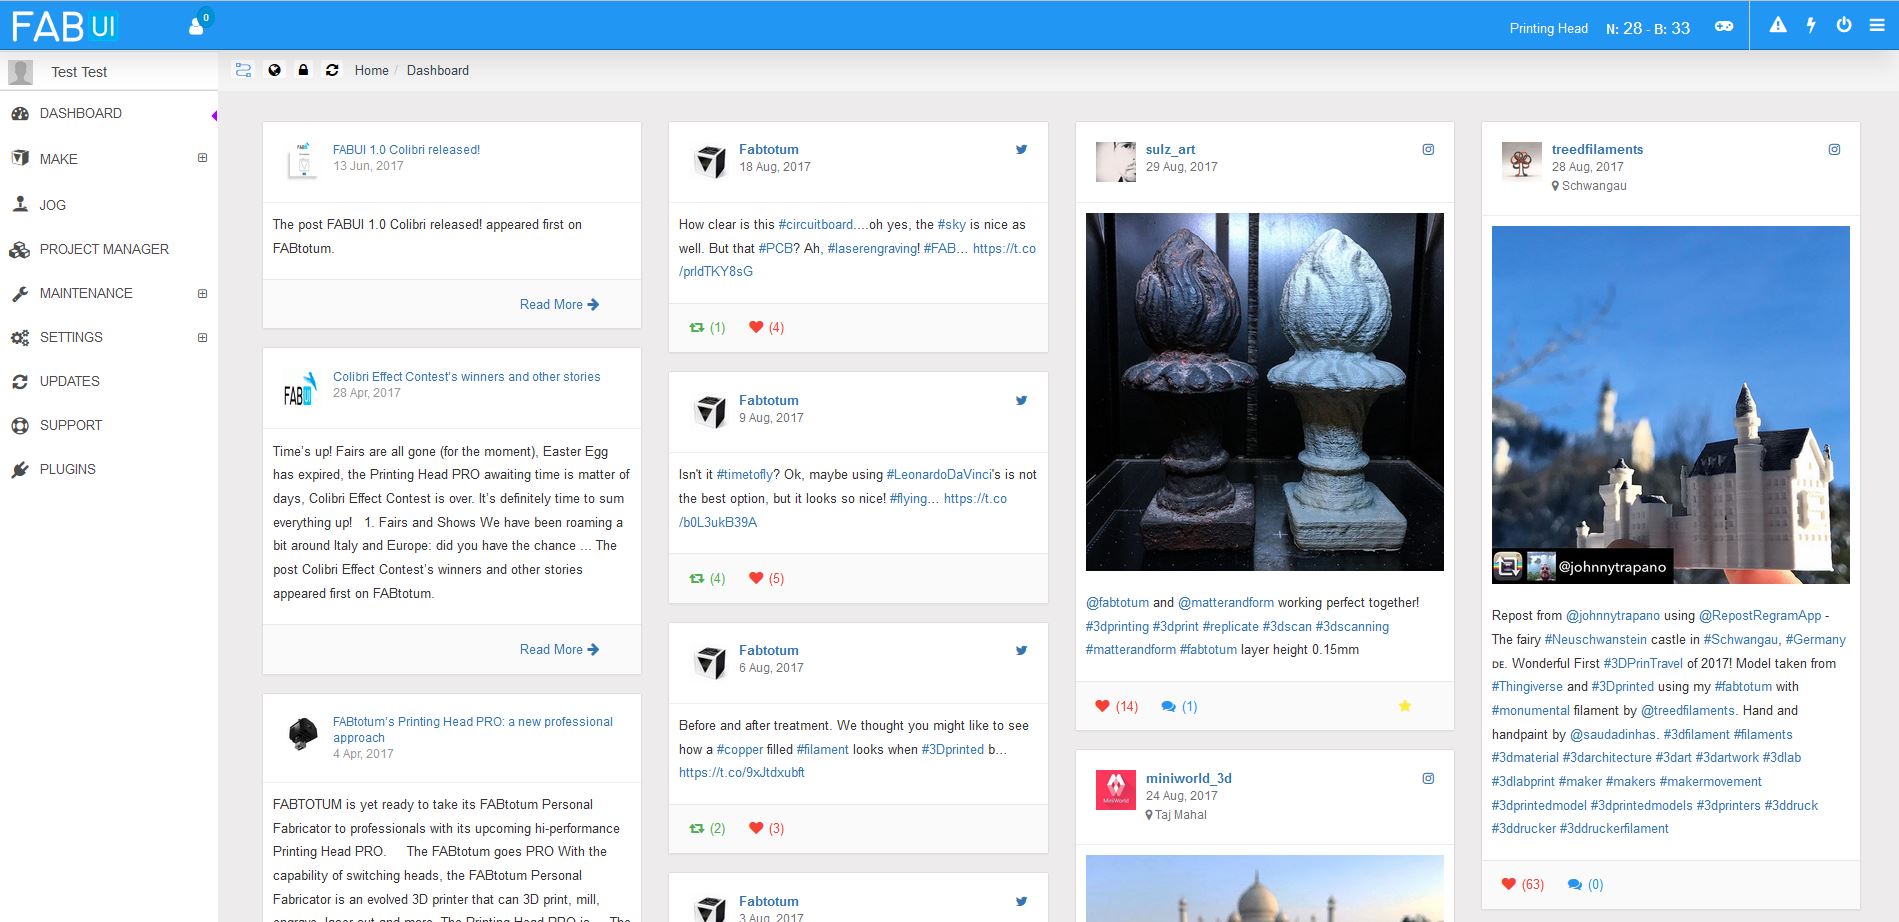 FABUI
0
Printing Head
N: 28 - B: 33
Test Test
Home / Dashboard
DASHBOARD
MAKE
JOG
PROJECT MANAGER
MAINTENANCE
SETTINGS
UPDATES
SUPPORT
PLUGINS
FABUI 1.0 Colibri released!
13 Jun, 2017
The post FABUI 1.0 Colibri released! appeared first on
FABtotum.
Read More
FABUI
Colibri Effect Contest's winners and other stories
28 Apr, 2017
Time's up! Fairs are all gone (for the moment), Easter Egg
has expired, the Printing Head PRO awaiting time is matter of
days, Colibri Effect Contest is over. It's definitely time to sum
everything up!   1. Fairs and Shows We have been roaming a
bit around Italy and Europe: did you have the chance ... The
post Colibri Effect Contest's winners and other stories
appeared first on FABtotum.
Read More
FABtotum's Printing Head PRO: a new professional
approach
4 Apr, 2017
FABTOTUM is yet ready to take its FABtotum Personal
Fabricator to professionals with its upcoming hi-performance
Printing Head PRO.     The FABtotum goes PRO With the
capability of switching heads, the FABtotum Personal
Fabricator is an evolved 3D printer that can 3D print, mill,
engrave, laser cut and more. The Printing Head PRO is ... The
Fabtotum
18 Aug, 2017
How clear is this #circuitboard....oh yes, the #sky is nice as
well. But that #PCB? Ah, #laserengraving! #FAB… https://t.co
/prldTKY8sG
(1) (4)
Fabtotum
9 Aug, 2017
Isn't it #timetofly? Ok, maybe using #LeonardoDaVinci's is not
the best option, but it looks so nice! #flying… https://t.co
/b0L3ukB39A
(4) (5)
Fabtotum
6 Aug, 2017
Before and after treatment. We thought you might like to see
how a #copper filled #filament looks when #3Dprinted b…
https://t.co/9xJtdxubft
(2) (3)
Fabtotum
3 Aug, 2017
sulz_art
29 Aug, 2017
@fabtotum and @matterandform working perfect together!
#3dprinting #3dprint #replicate #3dscan #3dscanning
#matterandform #fabtotum layer height 0.15mm
(14) (1)
MiniWorld
miniworld_3d
24 Aug, 2017
Taj Mahal
treedfilaments
28 Aug, 2017
Schwangau
@johnnytrapano
Repost from @johnnytrapano using @RepostRegramApp -
The fairy #Neuschwanstein castle in #Schwangau, #Germany
DE. Wonderful First #3DPrinTravel of 2017! Model taken from
#Thingiverse and #3Dprinted using my #fabtotum with
#monumental filament by @treedfilaments. Hand and
handpaint by @saudadinhas. #3dfilament #filaments
#3dmaterial #3darchitecture #3dart #3dartwork #3dlab
#3dlabprint #maker #makers #makermovement
#3dprintedmodel #3dprintedmodels #3dprinters #3ddruck
#3ddrucker #3ddruckerfilament
(63) (0)